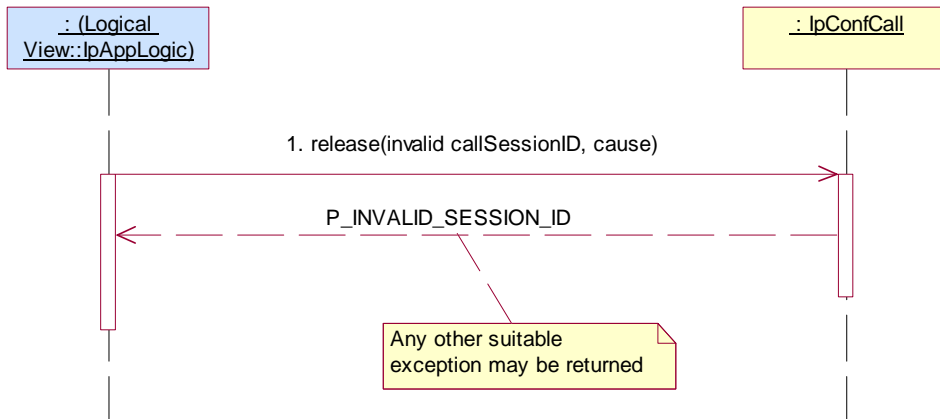 : (Logical
View::IpAppLogic)
: IpConfCall
1. release(invalid callSessionID, cause)
P_INVALID_SESSION_ID
Any other suitable
exception may be returned